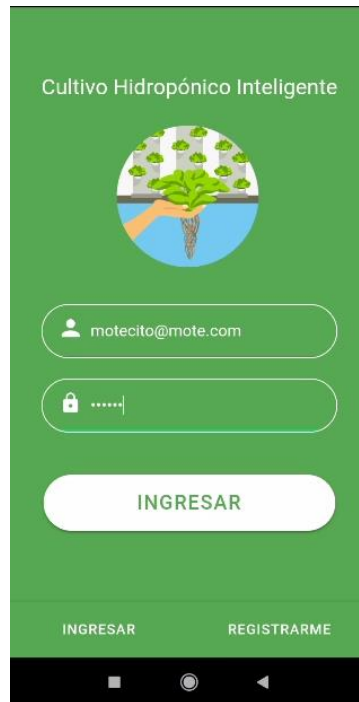 Cultivo Hidropónico Inteligente
motecito@mote.com
••••••
INGRESAR
INGRESAR REGISTRARME